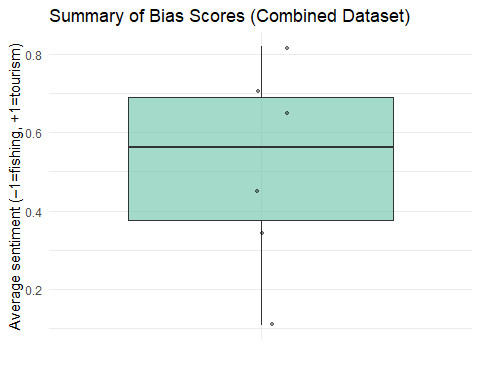 Summary of Bias Scores (Combined Dataset)
Average sentiment (−1=fishing, +1=tourism)
0.8
0.6
0.4
0.2